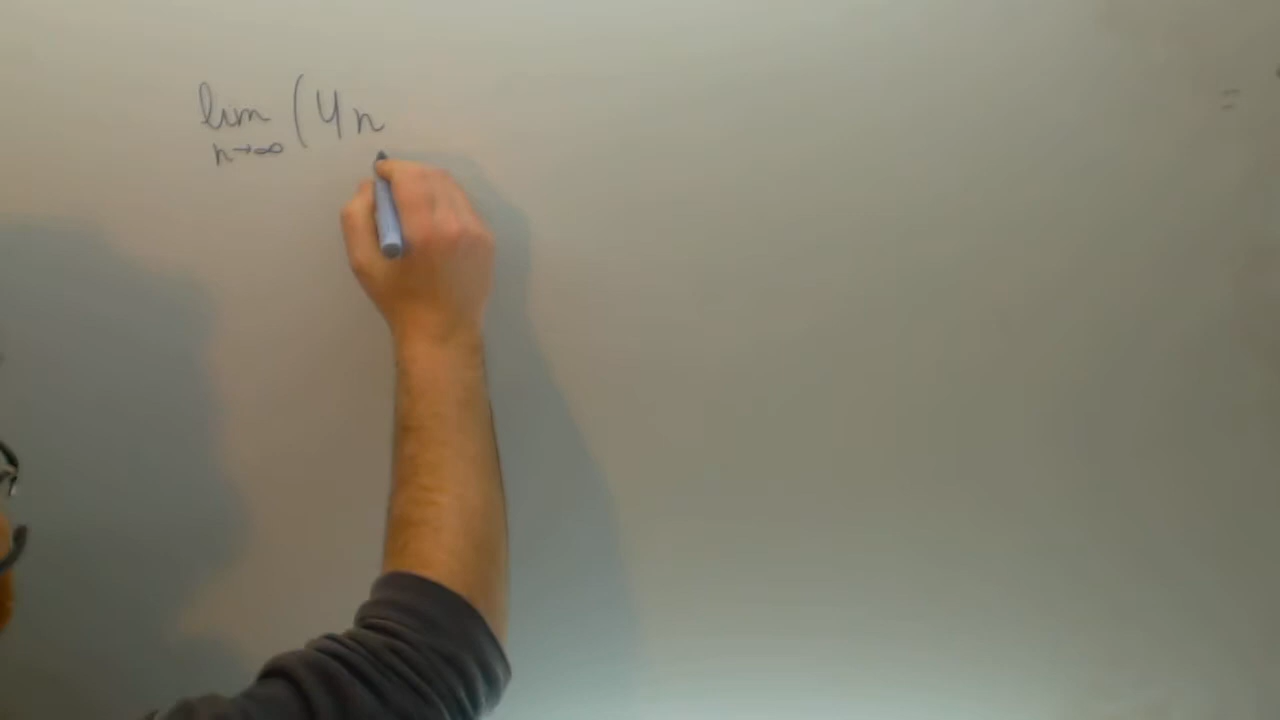 lim (4n
n→∞
=